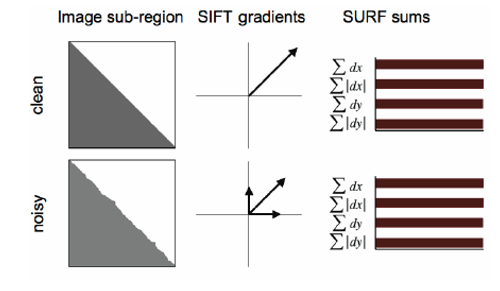 Image sub-region SIFT gradients SURF sums
clean
∑ dx
∑|dx|
∑ dy
∑|dy|
noisy
∑ dx
∑|dx|
∑ dy
∑|dy|